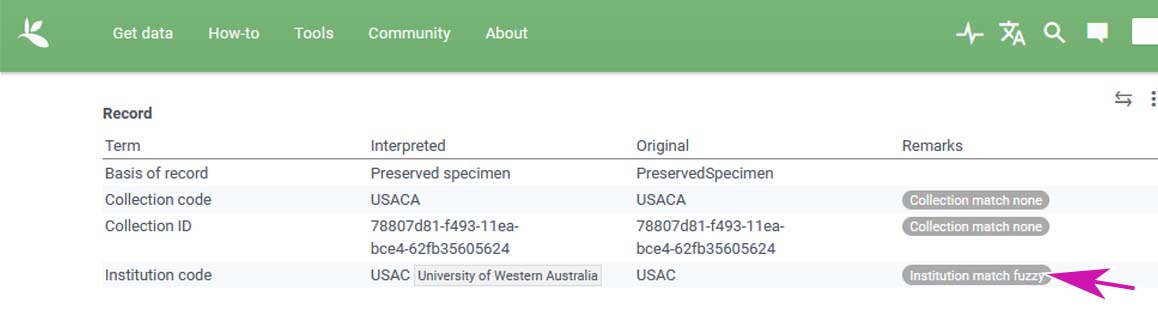 Get data How-to Tools Community About
Record
Term Interpreted Original Remarks
Basis of record Preserved specimen PreservedSpecimen
Collection code USACA USACA Collection match none
Collection ID 78807d81-f493-11ea- 78807d81-f493-11ea- Collection match none
bce4-62fb35605624 bce4-62fb35605624
Institution code USAC University of Western Australia USAC Institution match fuzzy